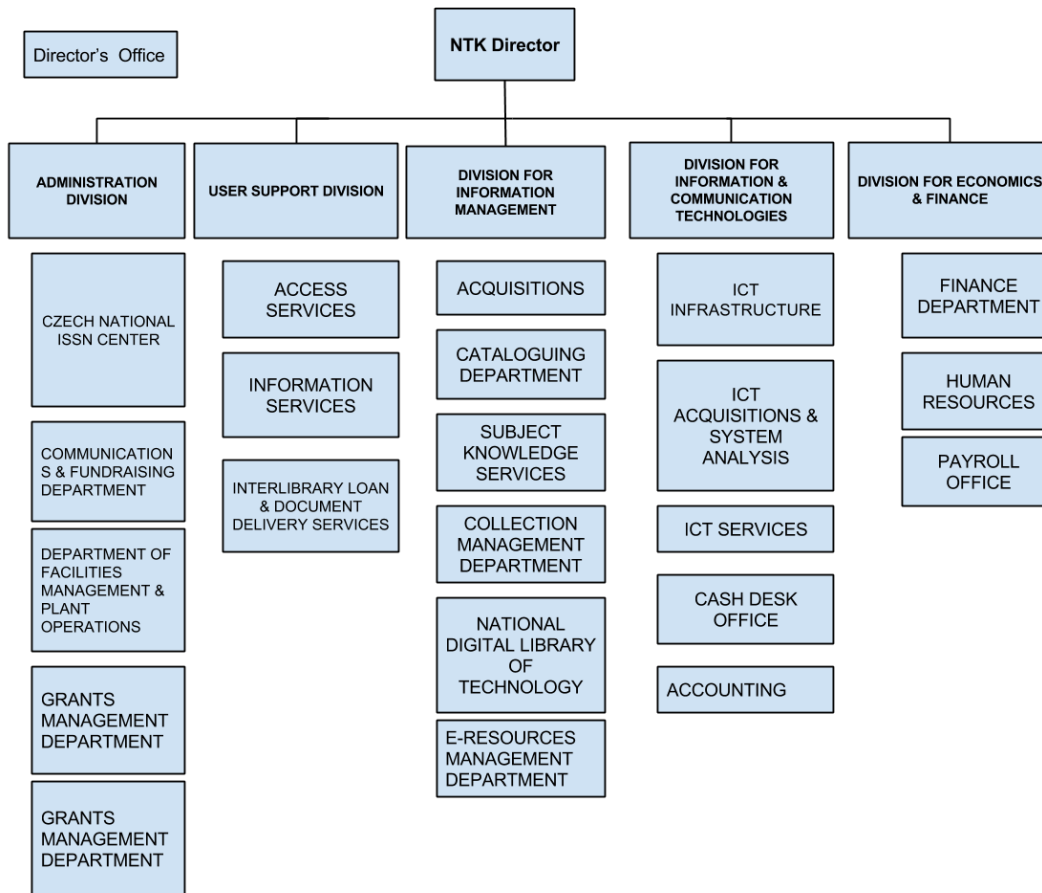 Director's Office
NTK Director
ADMINISTRATION
DIVISION
USER SUPPORT DIVISION
DIVISION FOR
INFORMATION
MANAGEMENT
DIVISION FOR
INFORMATION &
COMMUNICATION
TECHNOLOGIES
DIVISION FOR ECONOMICS
& FINANCE
CZECH NATIONAL
ISSN CENTER
COMMUNICATION
S & FUNDRAISING
DEPARTMENT
DEPARTMENT OF
FACILITIES
MANAGEMENT &
PLANT
OPERATIONS
GRANTS
MANAGEMENT
DEPARTMENT
GRANTS
MANAGEMENT
DEPARTMENT
ACCESS
SERVICES
INFORMATION
SERVICES
INTERLIBRARY LOAN
& DOCUMENT
DELIVERY SERVICES
ACQUISITIONS
CATALOGUING
DEPARTMENT
SUBJECT
KNOWLEDGE
SERVICES
COLLECTION
MANAGEMENT
DEPARTMENT
NATIONAL
DIGITAL LIBRARY
OF
TECHNOLOGY
E-RESOURCES
MANAGEMENT
DEPARTMENT
ICT
INFRASTRUCTURE
ICT
ACQUISITIONS &
SYSTEM
ANALYSIS
ICT SERVICES
CASH DESK
OFFICE
ACCOUNTING
FINANCE
DEPARTMENT
HUMAN
RESOURCES
PAYROLL
OFFICE